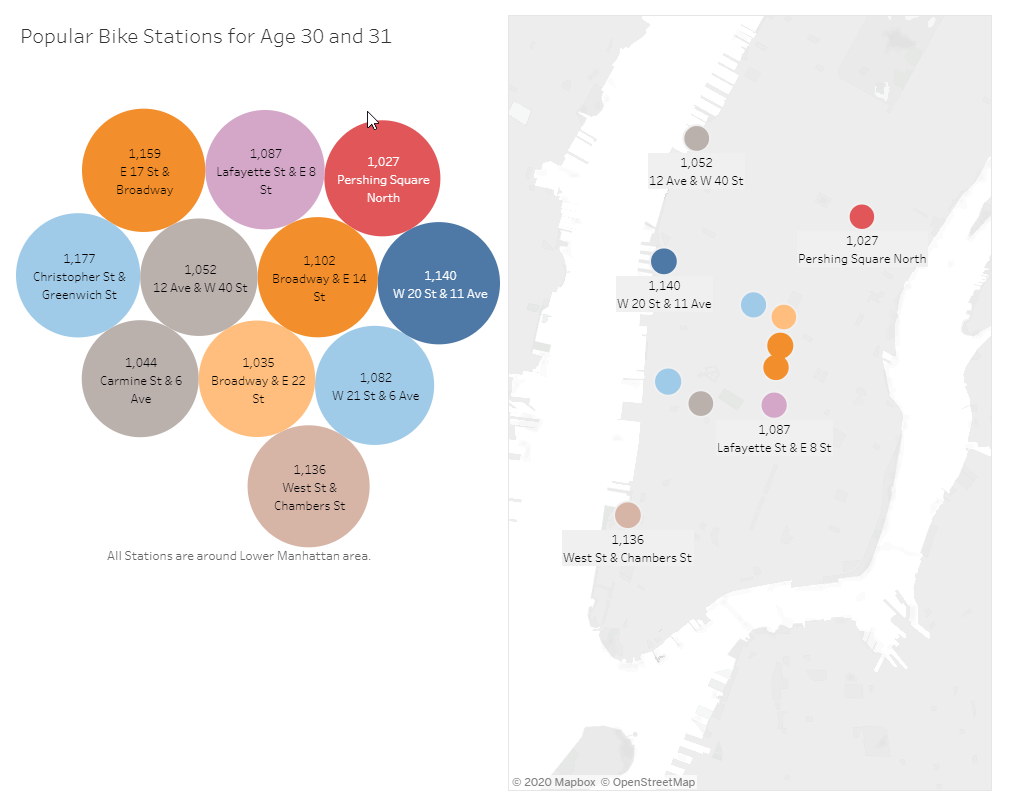 Popular Bike Stations for Age 30 and 31
1,159
E 17 St &
Broadway
1,087
Lafayette St & E 8
St
1,027
Pershing Square
North
1,177
Christopher St &
Greenwich St
1,052
12 Ave & W 40 St
1,102
Broadway & E 14
St
1,140
W 20 St & 11 Ave
1,044
Carmine St & 6
Ave
1,035
Broadway & E 22
St
1,082
W 21 St & 6 Ave
1,136
West St &
Chambers St
All Stations are around Lower Manhattan area.
1,052
12 Ave & W 40 St
1,027
Pershing Square North
1,140
W 20 St & 11 Ave
1,087
Lafayette St & E 8 St
1,136
West St & Chambers St
© 2020 Mapbox © OpenStreetMap